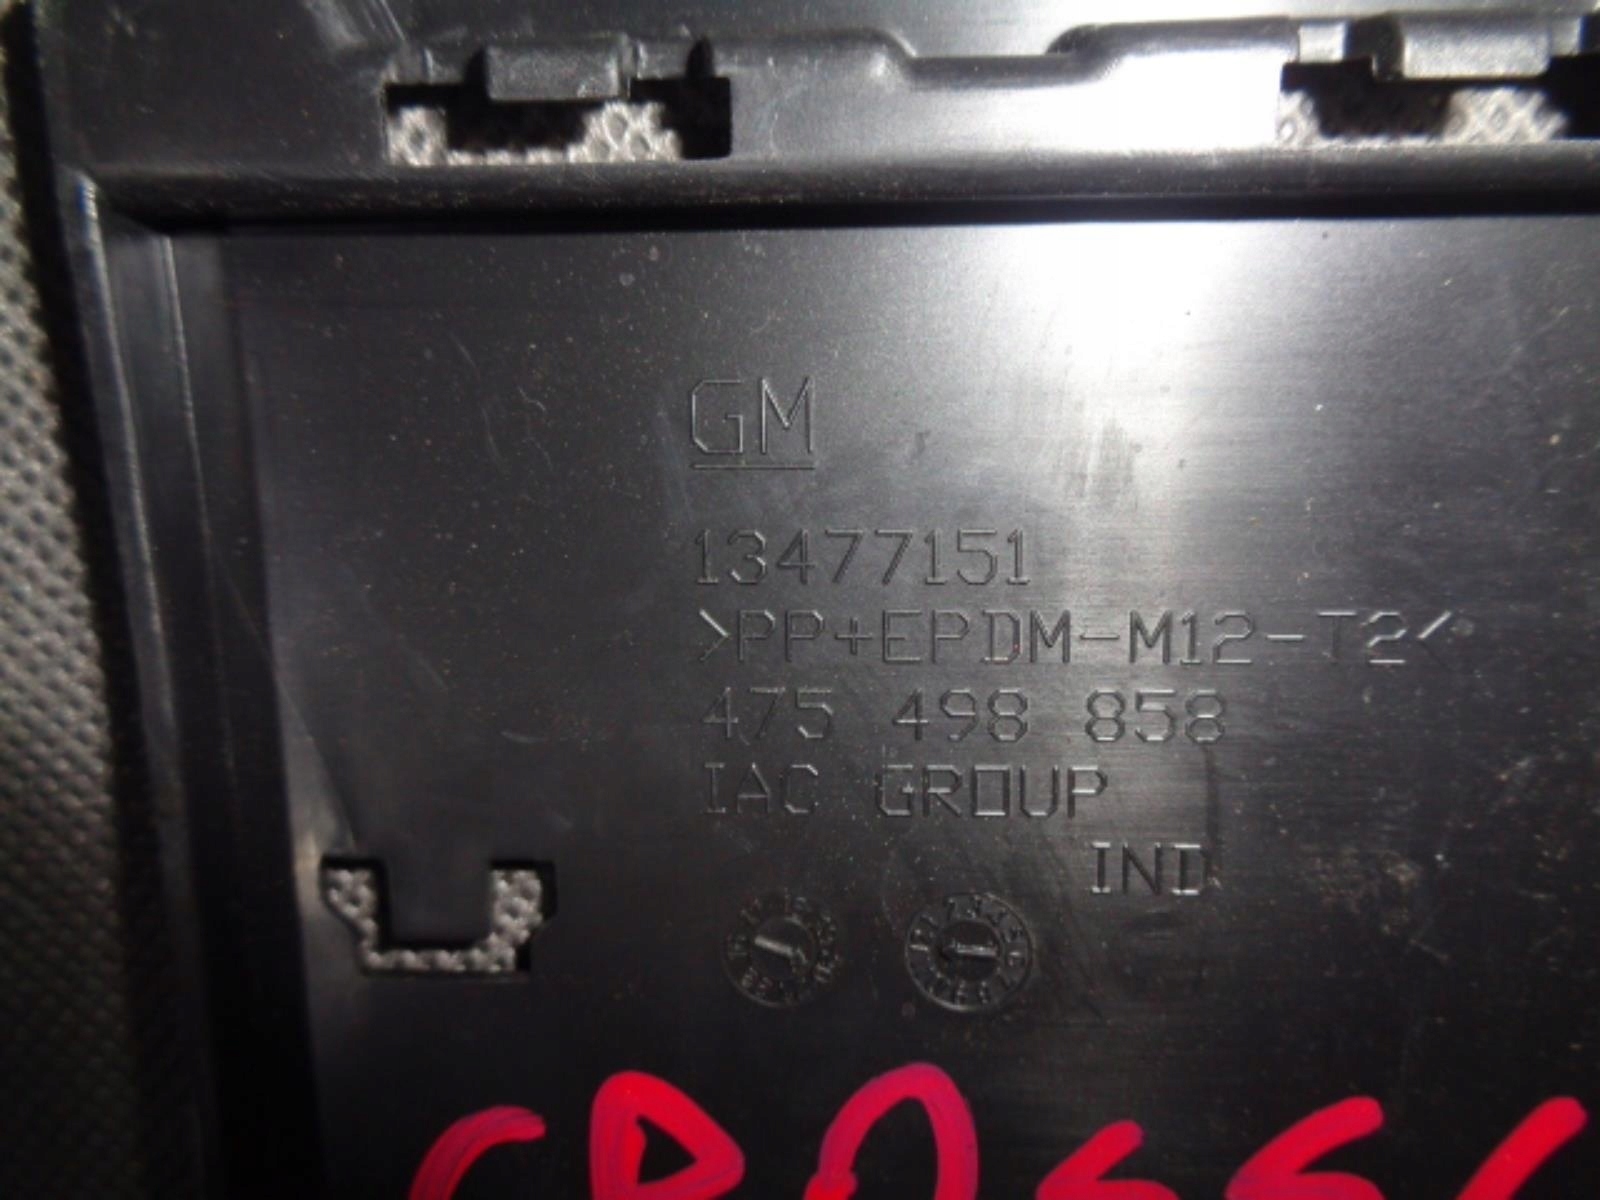 GM
13477151
>PP+EPDM-M12-T2<
475 498 858
IAC GROUP
IND